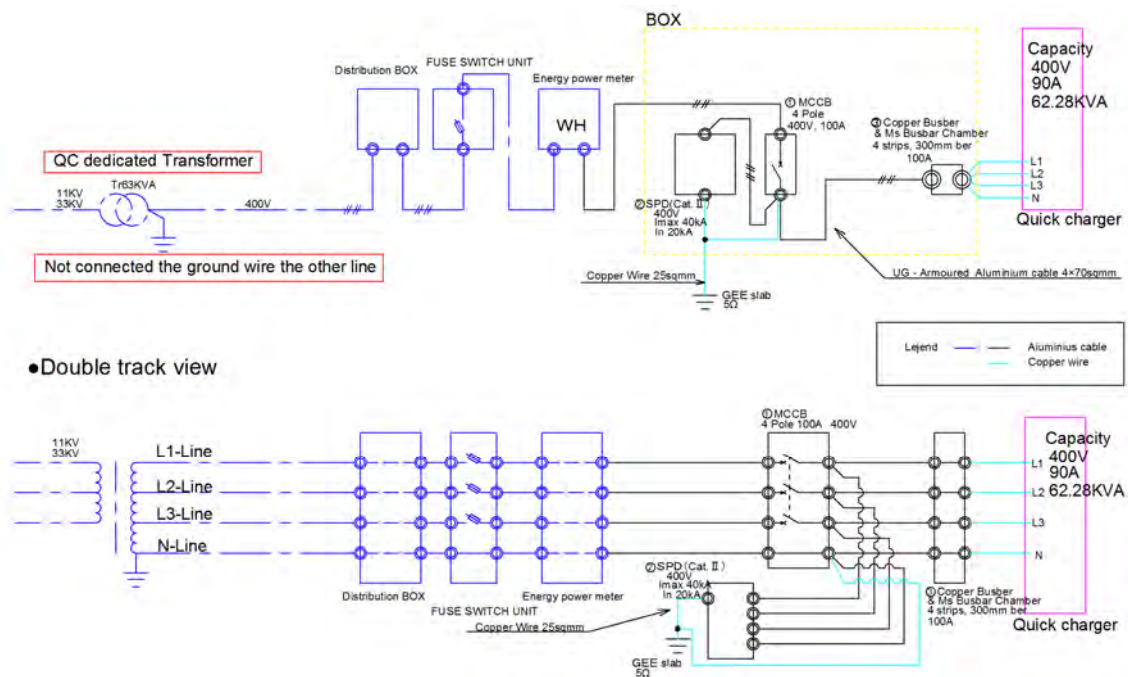 BOX
FUSE SWITCH UNIT
Distribution BOX
Energy power meter
WH
QC dedicated Transformer
Tr63KVA
11KV
33KV
400V
Not connected the ground wire the other line
① MCCB
4 Pole
400V, 100A
② SPD(Cat. Ⅱ)
400V
Imax 40kA
In 20kA
③ Copper Busber
& Ms Busbar Chamber
4 strips, 300mm ber
100A
Capacity
400V
90A
62.28KVA
L1
L2
L3
N
Quick charger
Copper Wire 25sqmm
GEE slab
5Ω
UG - Armoured Aluminium cable 4×70sqmm
Lejend
Aiuminius cable
Copper wire
●Double track view
11KV
33KV
L1-Line
L2-Line
L3-Line
N-Line
Distribution BOX
FUSE SWITCH UNIT
Energy power meter
① MCCB
4 Pole 100A 400V
② SPD(Cat. Ⅱ)
400V
Imax 40kA
In 20kA
Copper Wire 25sqmm
GEE slab
5Ω
Copper Busber
& Ms Busbar Chamber
4 strips, 300mm ber
100A
Capacity
400V
90A
62.28KVA
L1
L2
L3
N
Quick charger